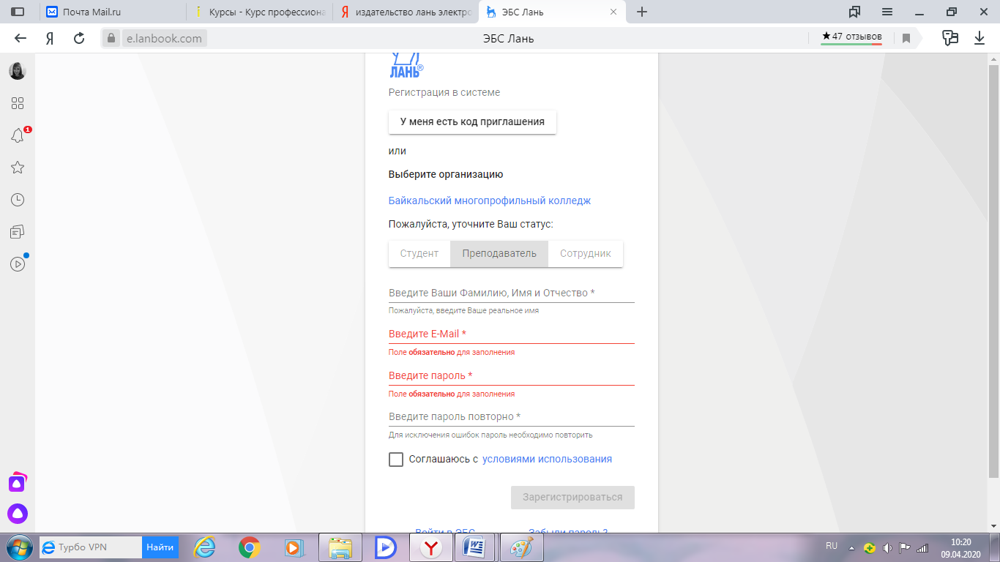 Почта Mail.ru
Курсы - Курс профессиона
издательство лань электро
ЭБС Лань
e.lanbook.com
ЭБС Лань
★47 отзывов
1
ЛАНЬ®
Регистрация в системе
У меня есть код приглашения
или
Выберите организацию
Байкальский многопрофильный колледж
Пожалуйста, уточните Ваш статус:
Студент Преподаватель Сотрудник
Введите Ваши Фамилию, Имя и Отчество *
Пожалуйста, введите Ваше реальное имя
Введите E-Mail *
Поле обязательно для заполнения
Введите пароль *
Поле обязательно для заполнения
Введите пароль повторно *
Для исключения ошибок пароль необходимо повторить
Соглашаюсь с условиями использования
Зарегистрироваться
Войти в ЭБС Забыли пароль?
Турбо VPN Найти
RU
10:20
09.04.2020